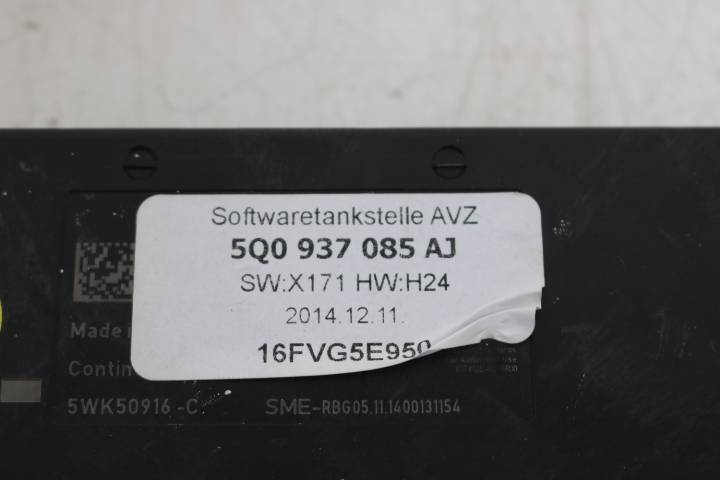 Softwaretankstelle AVZ
5Q0 937 085 AJ
SW:X171 HW:H24
2014.12.11.
16FVG5E950
Made
Contin
5WK50916 -C.
SME-RBG05.11.1400131154